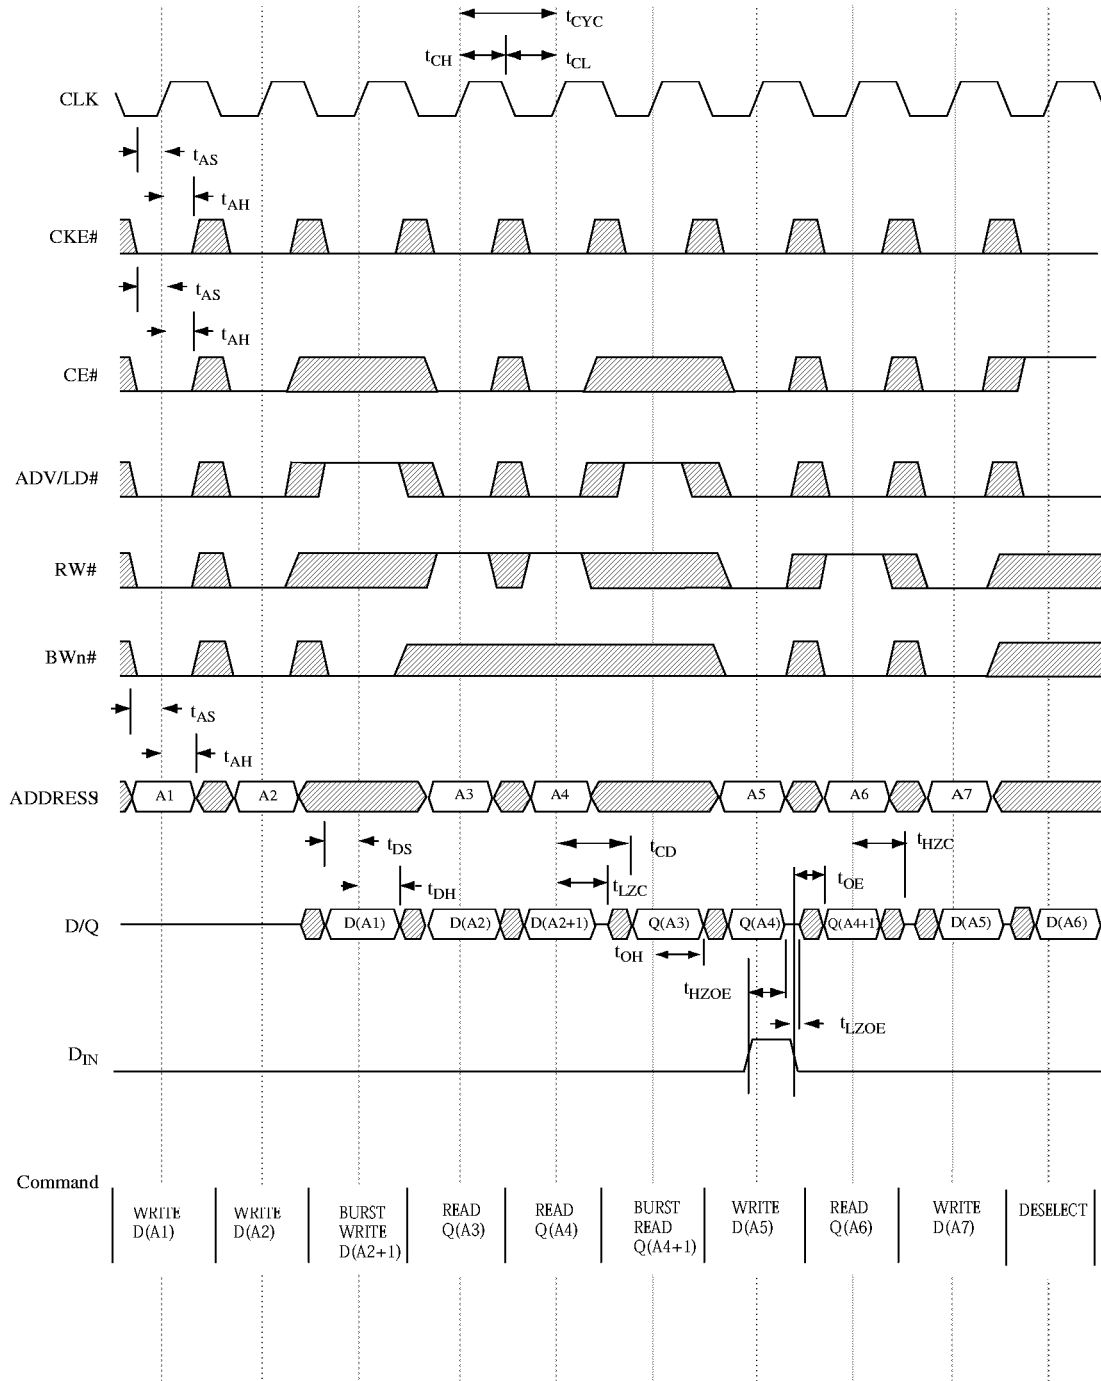 tCYC
tCH
tCL
CLK
tAS
tAH
CKE#
tAS
tAH
CE#
ADV/LD#
RW#
BWn#
tAS
tAH
ADDRESS
A1 A2 A3 A4 A5 A6 A7
tDS
tCD
tHZC
tDH
tLZC
tOE
D/Q
D(A1) D(A2) D(A2+1) Q(A3) Q(A4) Q(A4+1) D(A5) D(A6)
tOH
tHZOE
tLZOE
DIN
Command
WRITE
D(A1)
WRITE
D(A2)
BURST
WRITE
D(A2+1)
READ
Q(A3)
READ
Q(A4)
BURST
READ
Q(A4+1)
WRITE
D(A5)
READ
Q(A6)
WRITE
D(A7)
DESELECT